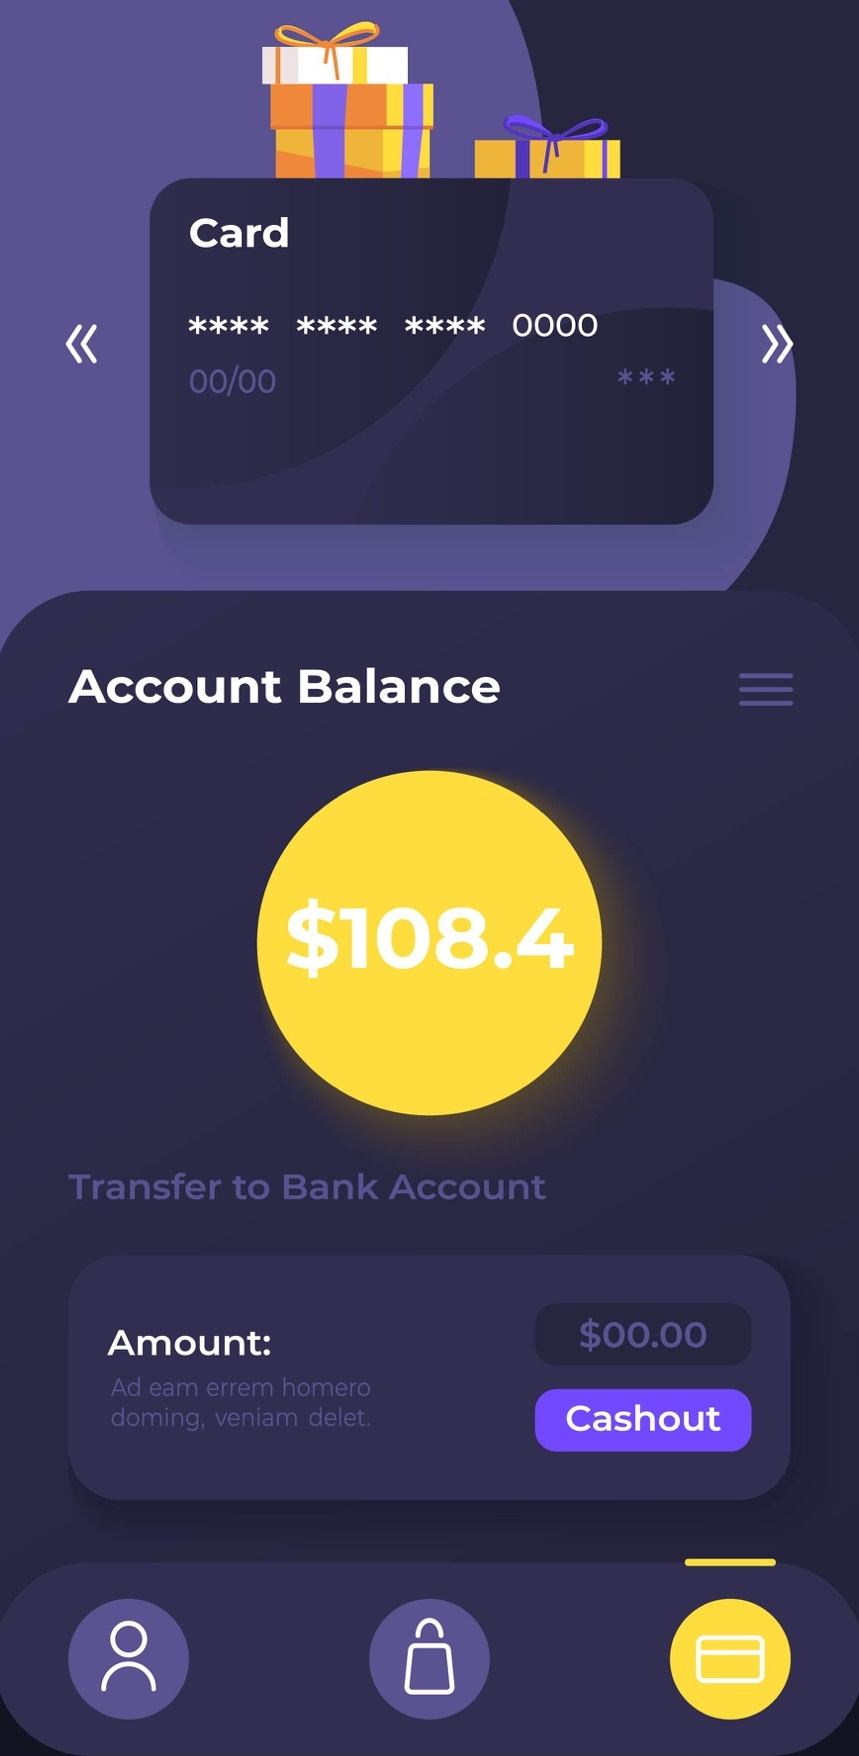 Card
**** **** **** 0000
00/00 ***
Account Balance
$108.4
Transfer to Bank Account
Amount:
Ad eam errem homero
doming, veniam delet.
$00.00
Cashout